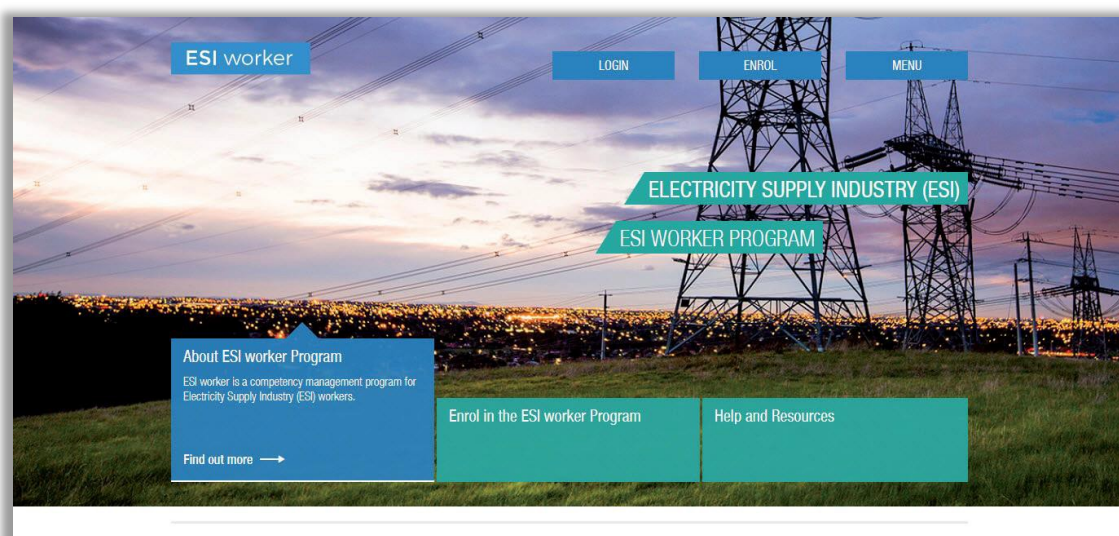 ESI worker
LOGIN
ENROL
MENU
ELECTRICITY SUPPLY INDUSTRY (ESI)
ESI WORKER PROGRAM
About ESI worker Program
ESI worker is a competency management program for
Electricity Supply Industry (ESI) workers.
Find out more
Enrol in the ESI worker Program
Help and Resources